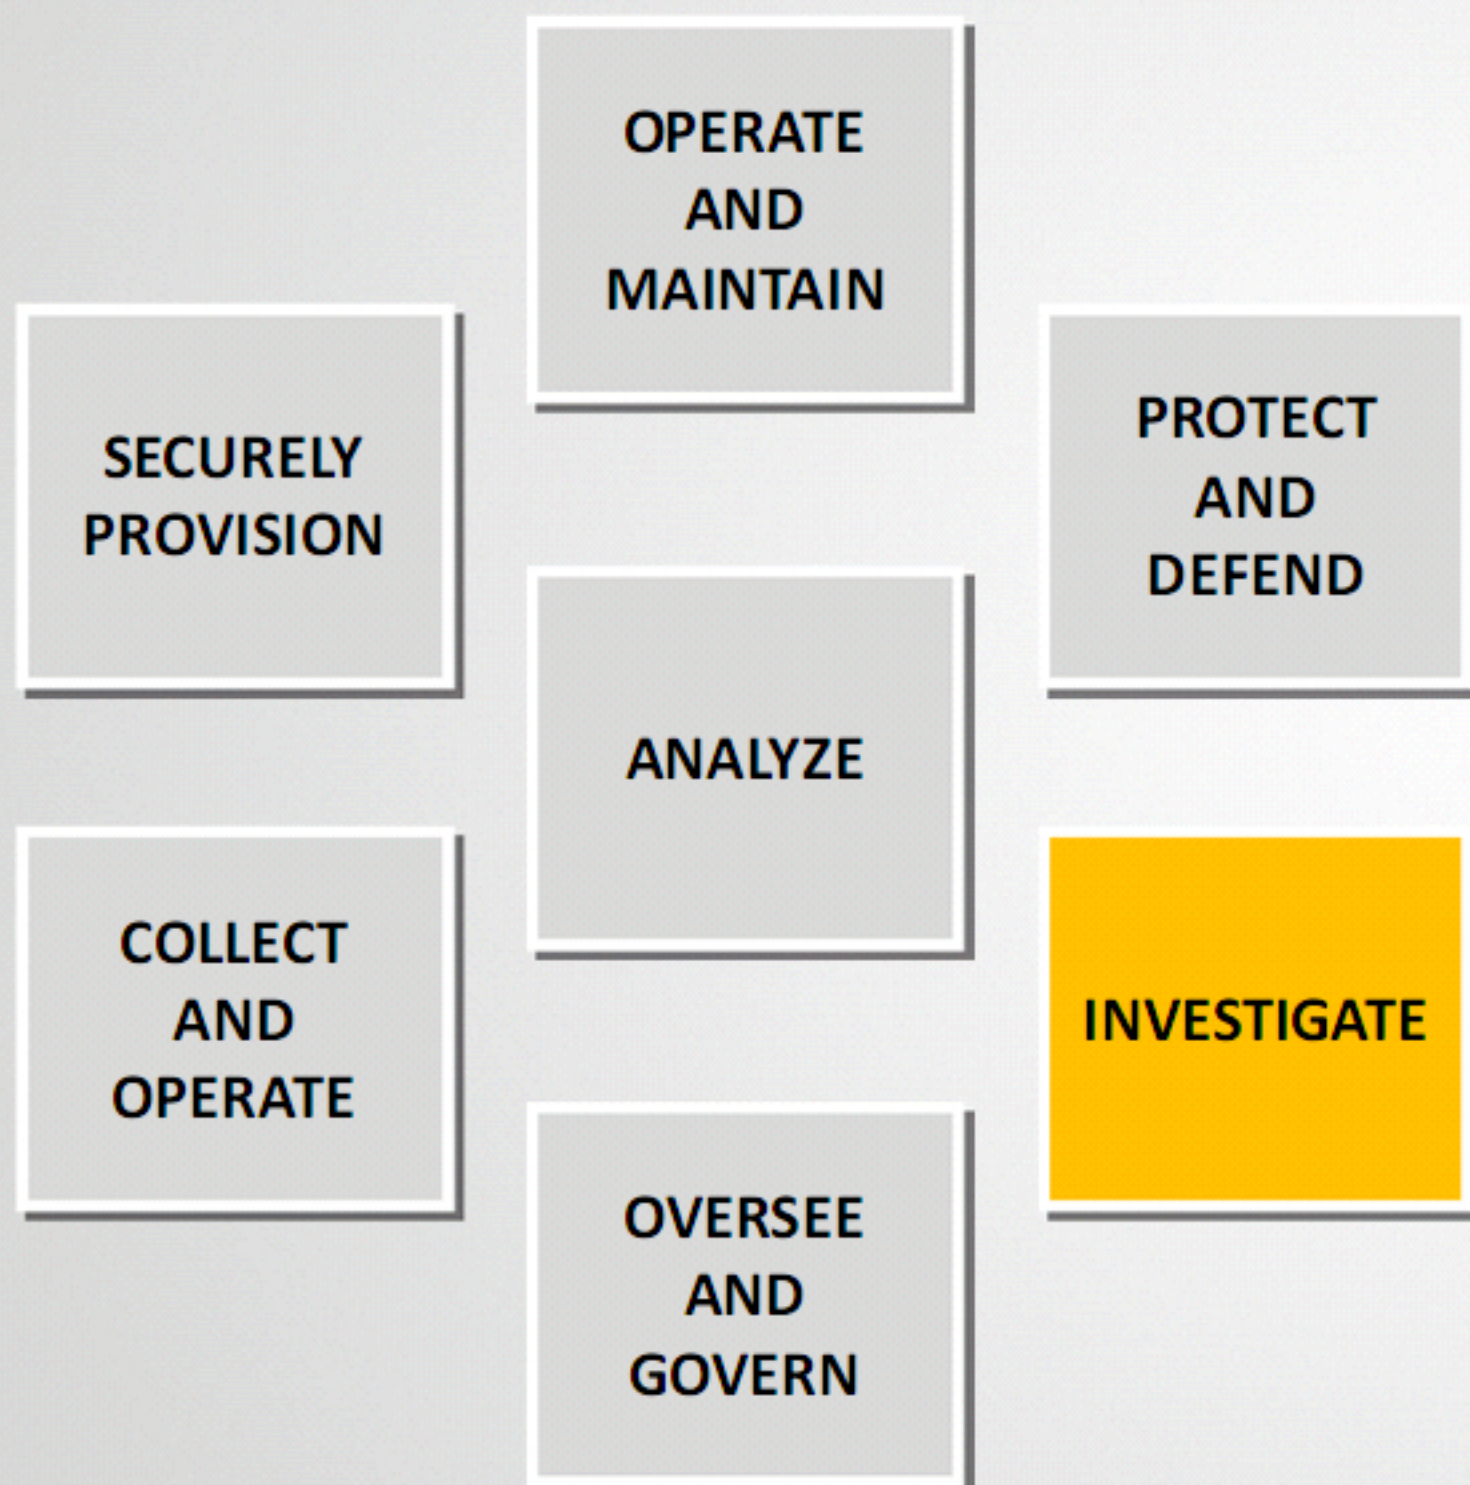 OPERATE
AND
MAINTAIN
SECURELY
PROVISION
PROTECT
AND
DEFEND
ANALYZE
COLLECT
AND
OPERATE
INVESTIGATE
OVERSEE
AND
GOVERN